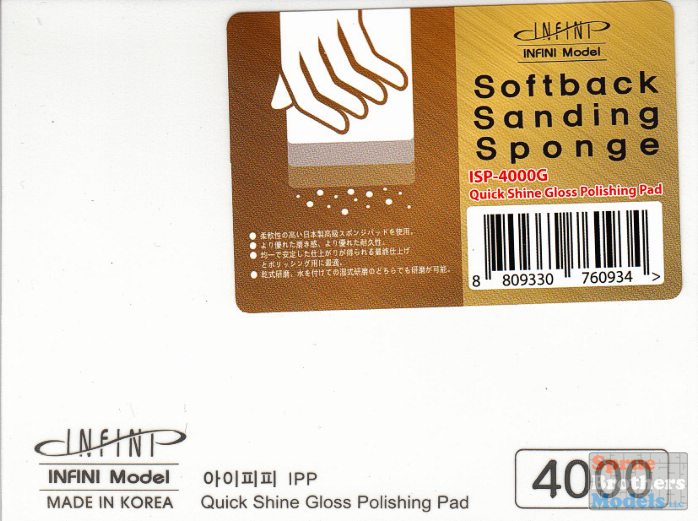 INFINI
INFINI Model
Softback
Sanding
Sponge
ISP-4000G
Quick Shine Gloss Polishing Pad
8 809330 760934 >
● 柔軟性の高い日本製高級スポンジパッドを使用。
● より優れた磨き感、より優れた耐久性。
● 均一で安定した仕上がりが得られる最終仕上げ
とポリッシング用に最適。
● 乾式研磨、水を付けての湿式研磨のどちらでも研磨が可能。
INFINI
INFINI Model
MADE IN KOREA
아이피피 IPP
Quick Shine Gloss Polishing Pad
4000
Sprue
Brothers
Models LLC